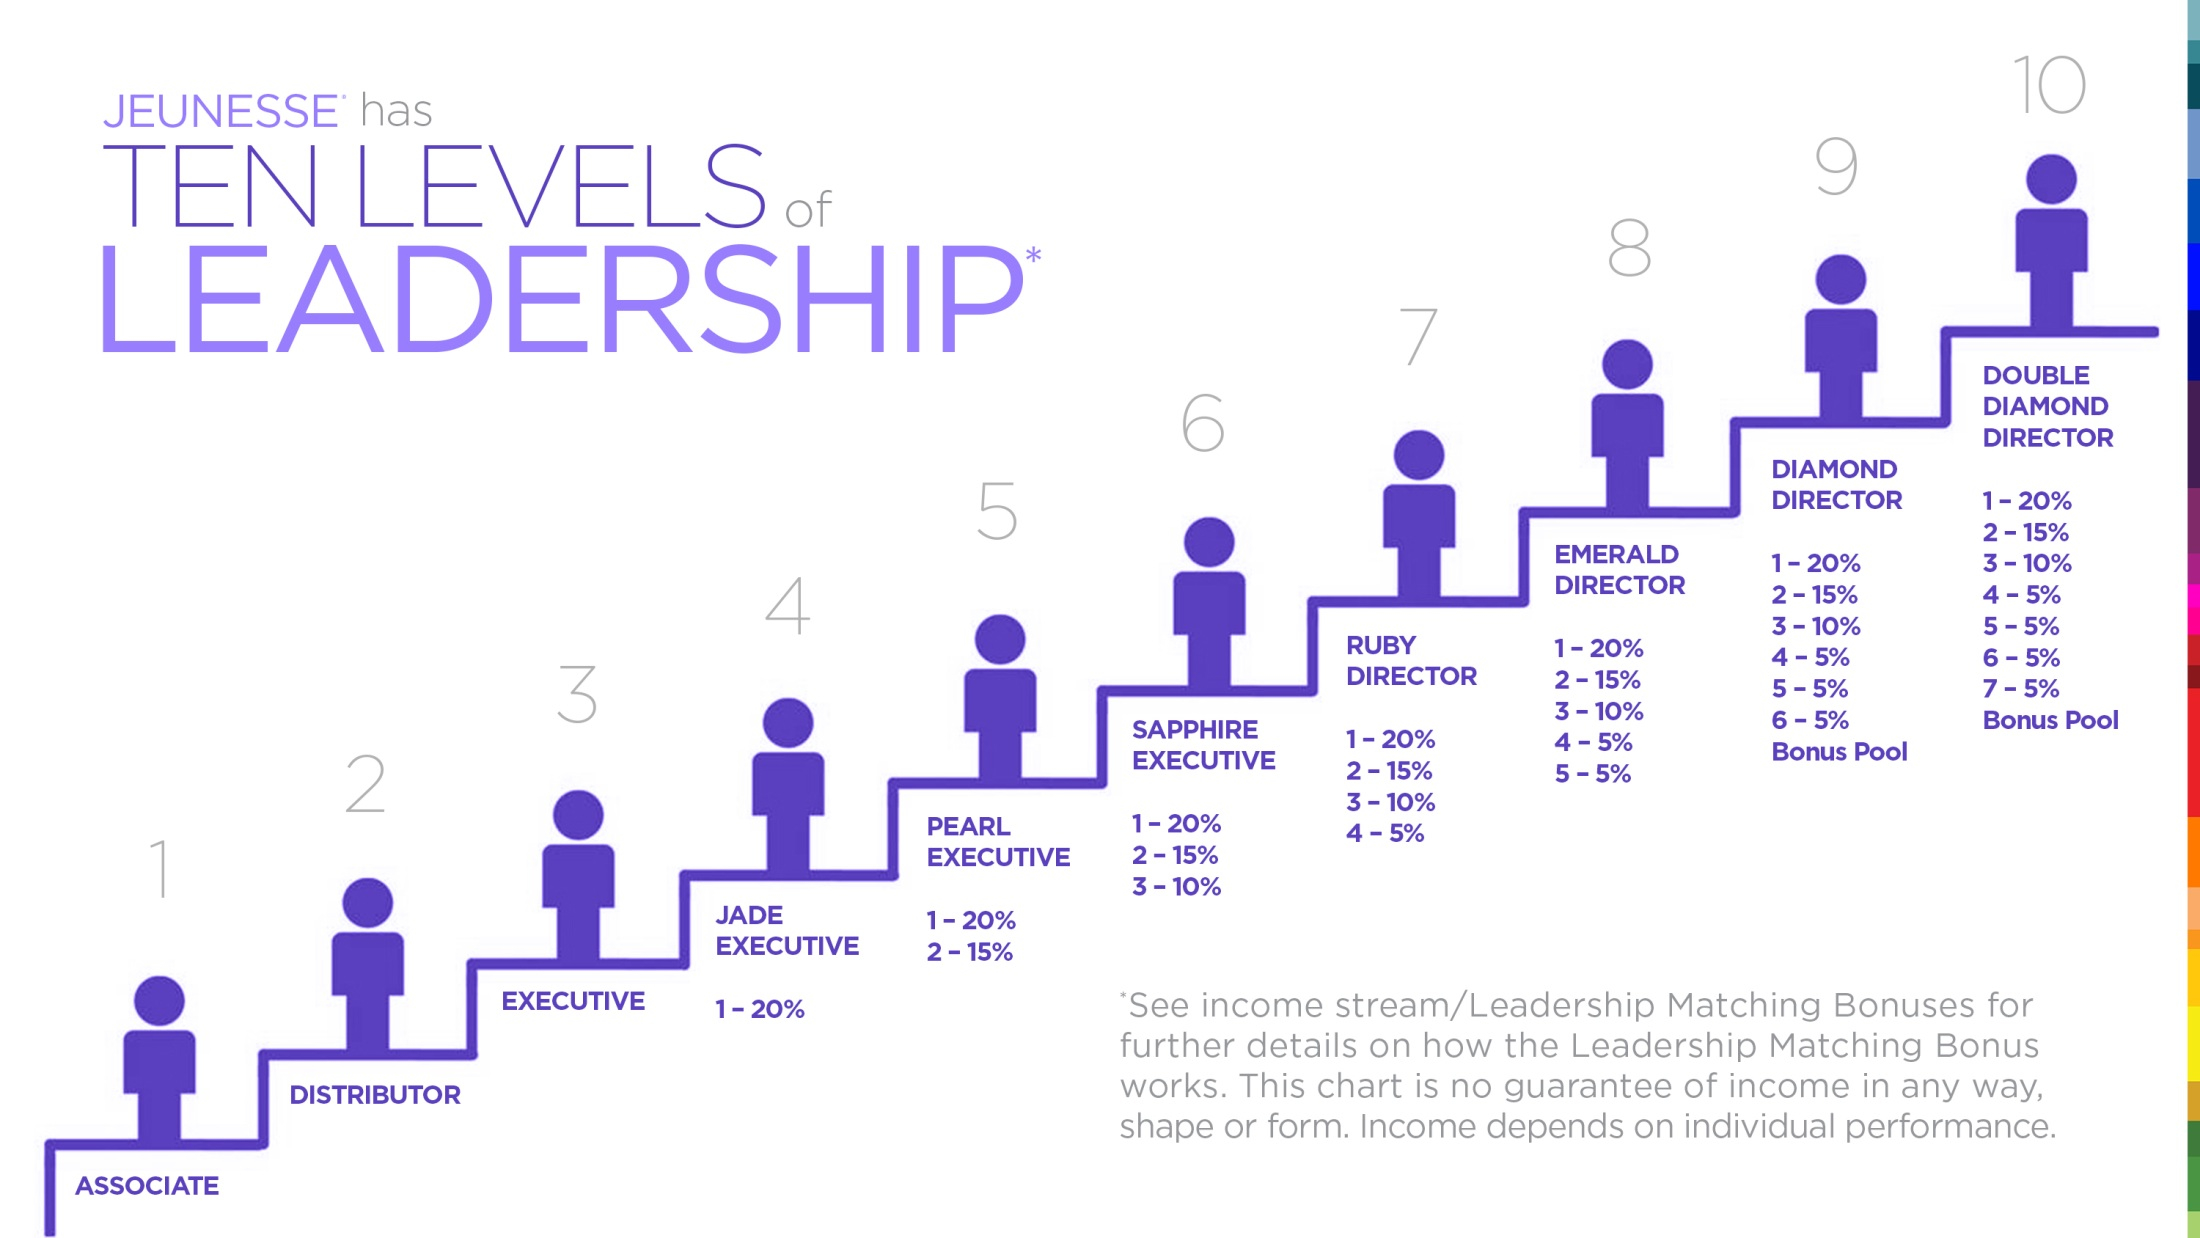 JEUNESSE® has
TEN LEVELS of
LEADERSHIP*
1
ASSOCIATE
2
DISTRIBUTOR
3
EXECUTIVE
4
JADE
EXECUTIVE
1 – 20%
5
PEARL
EXECUTIVE
1 – 20%
2 – 15%
6
SAPPHIRE
EXECUTIVE
1 – 20%
2 – 15%
3 – 10%
7
RUBY
DIRECTOR
1 – 20%
2 – 15%
3 – 10%
4 – 5%
8
EMERALD
DIRECTOR
1 – 20%
2 – 15%
3 – 10%
4 – 5%
5 – 5%
9
DIAMOND
DIRECTOR
1 – 20%
2 – 15%
3 – 10%
4 – 5%
5 – 5%
6 – 5%
Bonus Pool
10
DOUBLE
DIAMOND
DIRECTOR
1 – 20%
2 – 15%
3 – 10%
4 – 5%
5 – 5%
6 – 5%
7 – 5%
Bonus Pool
*See income stream/Leadership Matching Bonuses for
further details on how the Leadership Matching Bonus
works. This chart is no guarantee of income in any way,
shape or form. Income depends on individual performance.